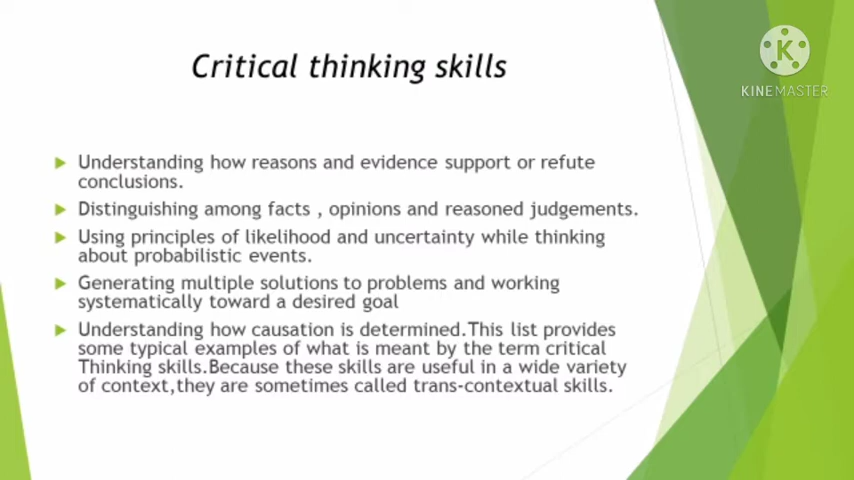 Critical thinking skills
KINEMASTER
Understanding how reasons and evidence support or refute
conclusions.
Distinguishing among facts , opinions and reasoned judgements.
Using principles of likelihood and uncertainty while thinking
about probabilistic events.
Generating multiple solutions to problems and working
systematically toward a desired goal
Understanding how causation is determined.This list provides
some typical examples of what is meant by the term critical
Thinking skills.Because these skills are useful in a wide variety
of context,they are sometimes called trans-contextual skills.